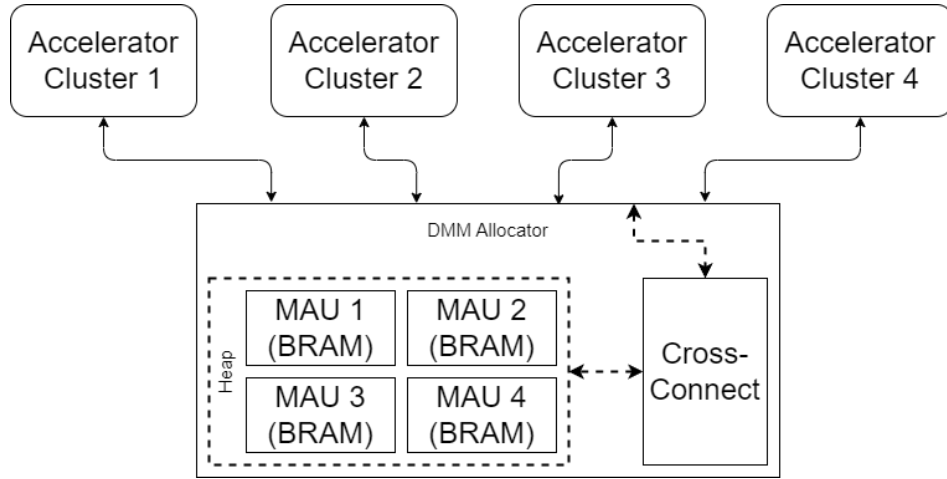 Accelerator
Cluster 1
Accelerator
Cluster 2
Accelerator
Cluster 3
Accelerator
Cluster 4
DMM Allocator
Heap
MAU 1
(BRAM)
MAU 2
(BRAM)
MAU 3
(BRAM)
MAU 4
(BRAM)
Cross-
Connect